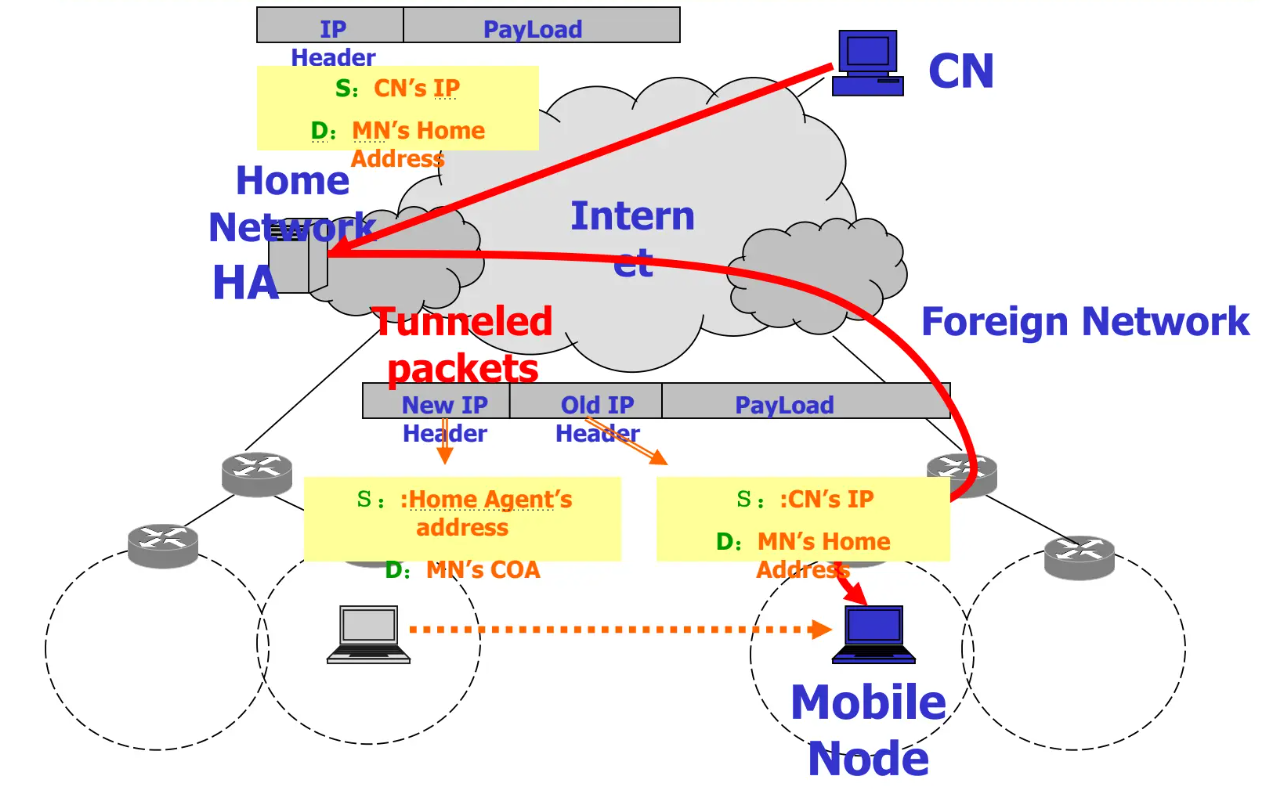 IP
Header
PayLoad
S: CN’s IP
D: MN’s Home
Address
CN
Home
Network
HA
Intern
et
Foreign Network
Tunneled
packets
New IP
Header
Old IP
Header
PayLoad
S: :Home Agent’s
address
D: MN’s COA
S: :CN’s IP
D: MN’s Home
Address
Mobile
Node